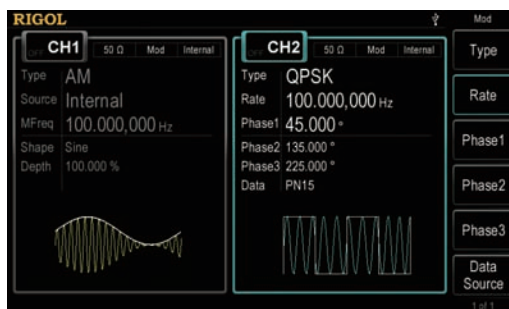 RIGOL
Mod
OFF CH1 50 Ω Mod Internal
Type AM
Source Internal
MFreq 100.000,000 Hz
Shape Sine
Depth 100.000 %
OFF CH2 50 Ω Mod Internal
Type QPSK
Rate 100.000,000 Hz
Phase1 45.000 °
Phase2 135.000 °
Phase3 225.000 °
Data PN15
Type
Rate
Phase1
Phase2
Phase3
Data
Source
1 of 1